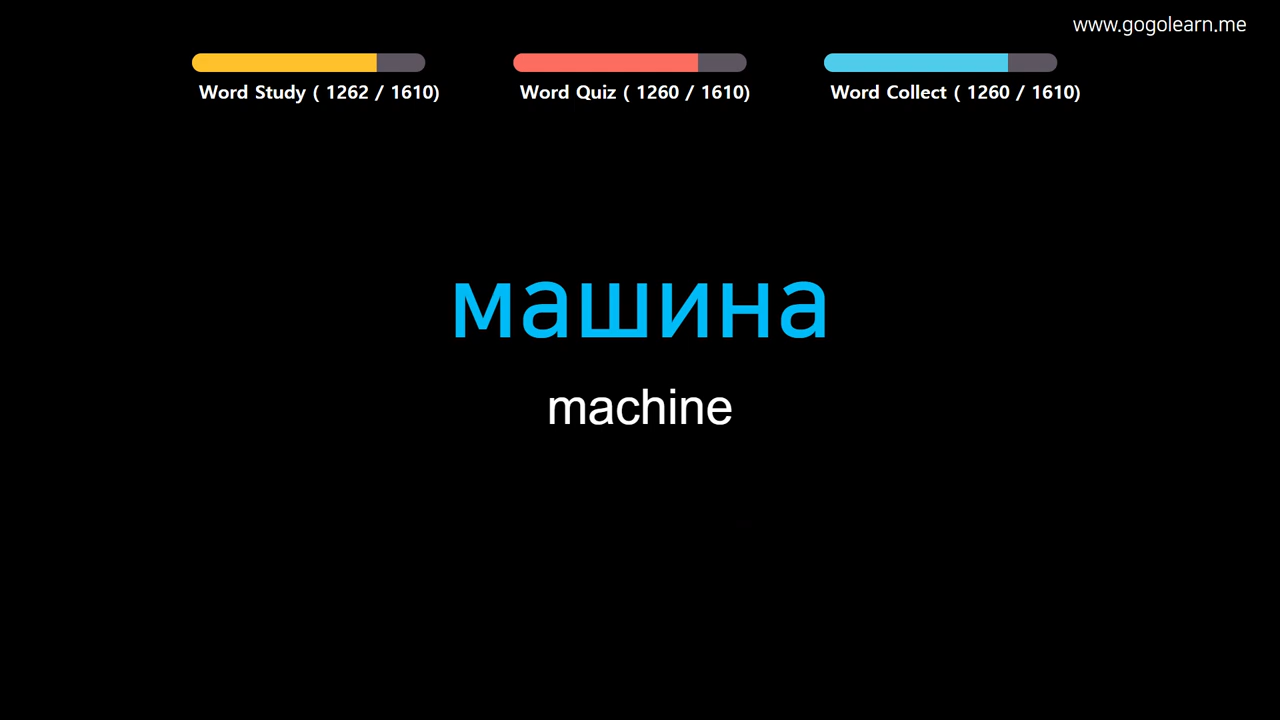 www.gogolearn.me
Word Study ( 1262 / 1610)
Word Quiz ( 1260 / 1610)
Word Collect ( 1260 / 1610)
машина
machine